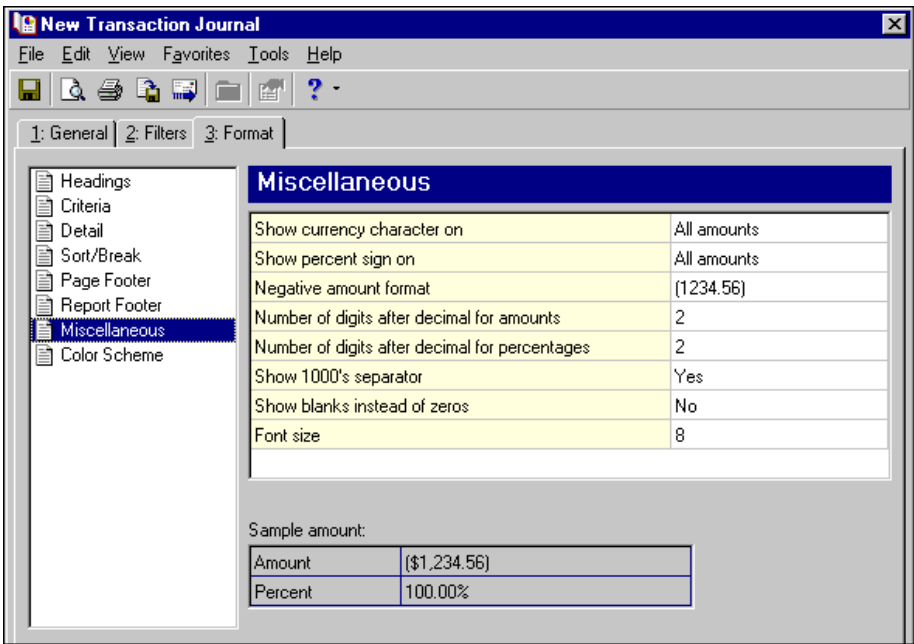 New Transaction Journal
File Edit View Favorites Tools Help
?
1: General 2: Filters 3: Format
Headings
Criteria
Detail
Sort/Break
Page Footer
Report Footer
Miscellaneous
Color Scheme
Miscellaneous
Show currency character on All amounts
Show percent sign on All amounts
Negative amount format (1234.56)
Number of digits after decimal for amounts 2
Number of digits after decimal for percentages 2
Show 1000's separator Yes
Show blanks instead of zeros No
Font size 8
Sample amount:
Amount ($1,234.56)
Percent 100.00%